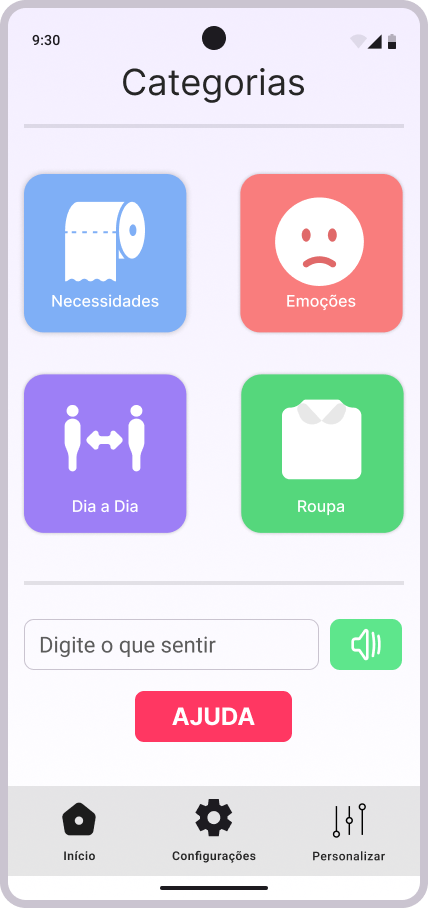 9:30
Categorias
Necessidades
Emoções
Dia a Dia
Roupa
Digite o que sentir
AJUDA
Início
Configurações
Personalizar